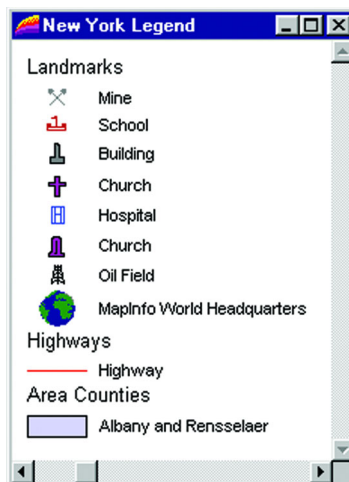 New York Legend
Landmarks
Mine
School
Building
Church
Hospital
Church
Oil Field
MapInfo World Headquarters
Highways
Highway
Area Counties
Albany and Rensselaer